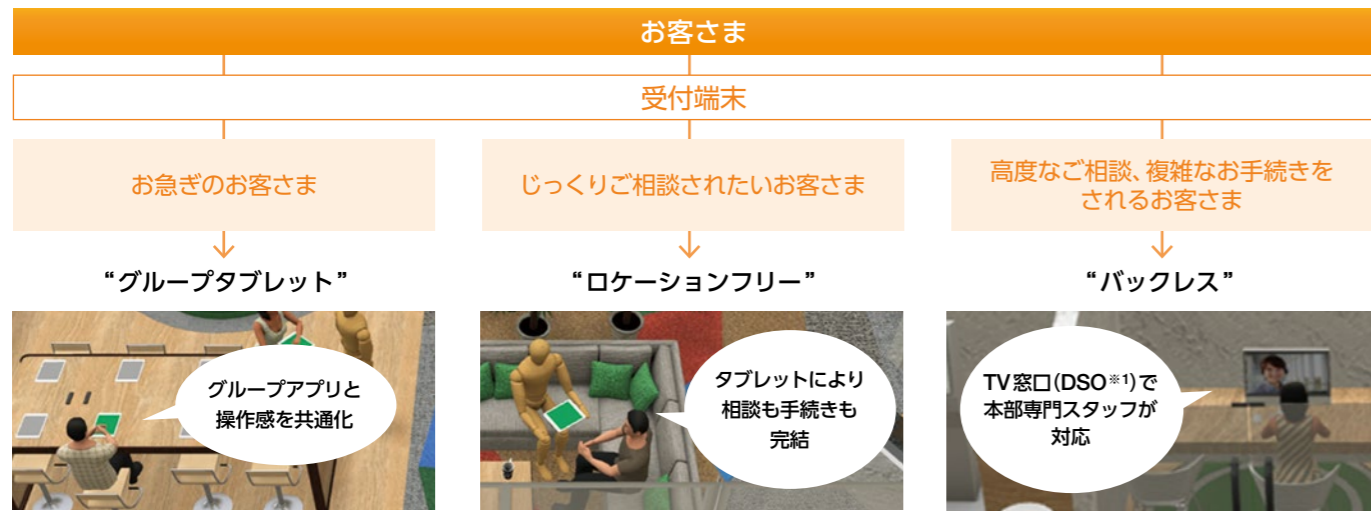 お客さま
受付端末
お急ぎのお客さま
じっくりご相談されたいお客さま
高度なご相談、複雑なお手続きを
されるお客さま
“グループタブレット”
“ロケーションフリー”
“バックレス”
グループアプリと
操作感を共通化
タブレットにより
相談も手続きも
完結
TV窓口(DSO※1)で
本部専門スタッフが
対応